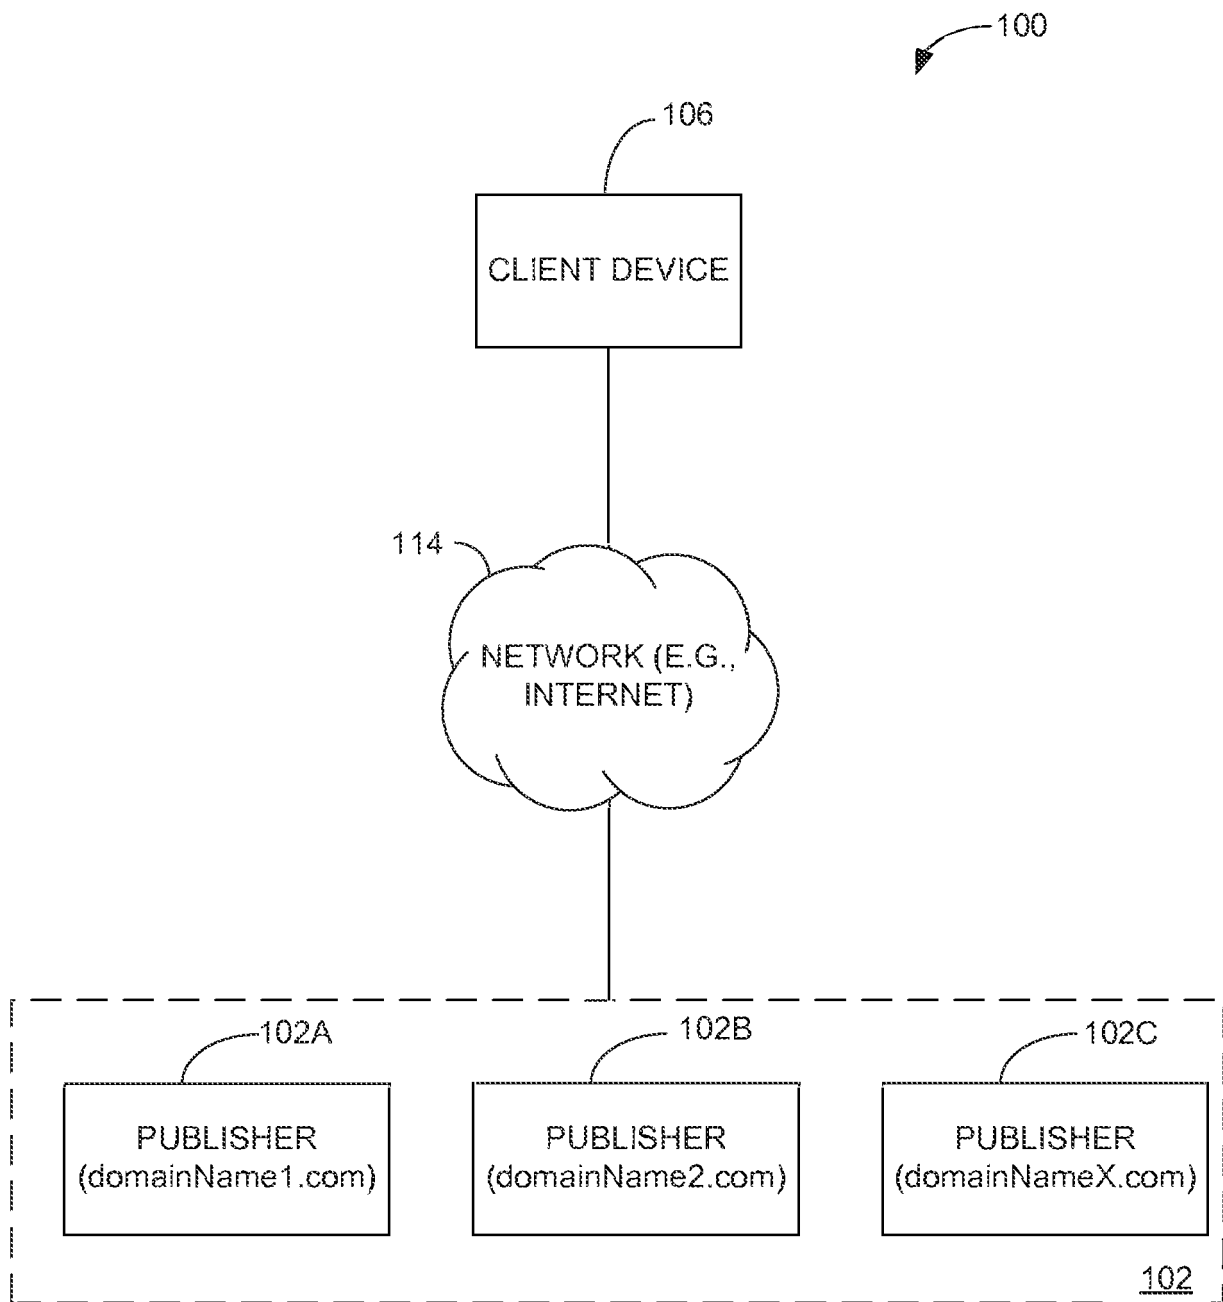 100
106
CLIENT DEVICE
114
NETWORK (E.G.,
INTERNET)
102A
102B
102C
PUBLISHER
(domainName1.com)
PUBLISHER
(domainName2.com)
PUBLISHER
(domainNameX.com)
102